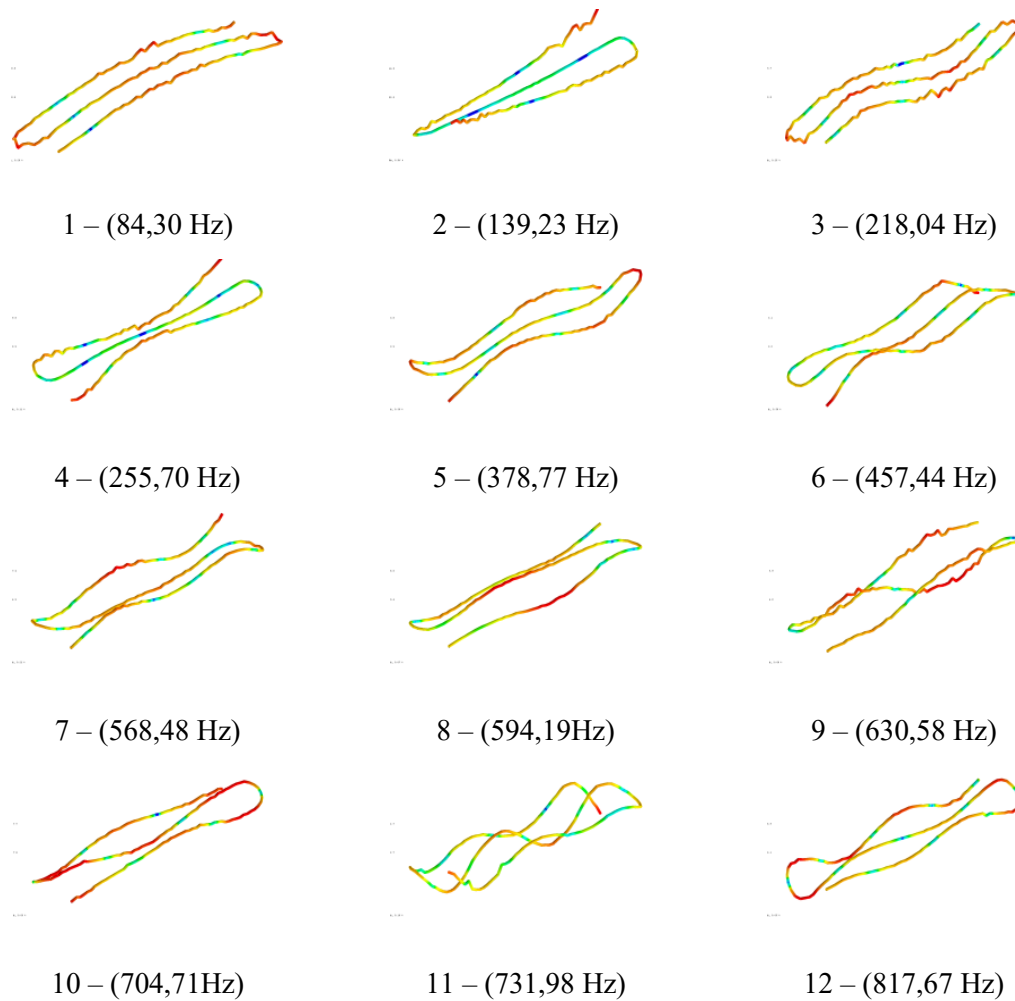 1 – (84,30 Hz)
2 – (139,23 Hz)
3 – (218,04 Hz)
4 – (255,70 Hz)
5 – (378,77 Hz)
6 – (457,44 Hz)
7 – (568,48 Hz)
8 – (594,19Hz)
9 – (630,58 Hz)
10 – (704,71Hz)
11 – (731,98 Hz)
12 – (817,67 Hz)